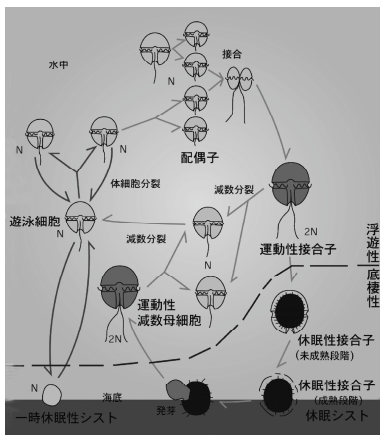 水中
接合
N
N
N
配偶子
体細胞分裂
減数分裂
遊泳細胞
N
減数分裂
2N
運動性接合子
浮遊性
底棲性
N
運動性
減数母細胞
2N
休眠性接合子
(未成熟段階)
N
海底
発芽
休眠性接合子
(成熟段階)
一時休眠性シスト
休眠シスト